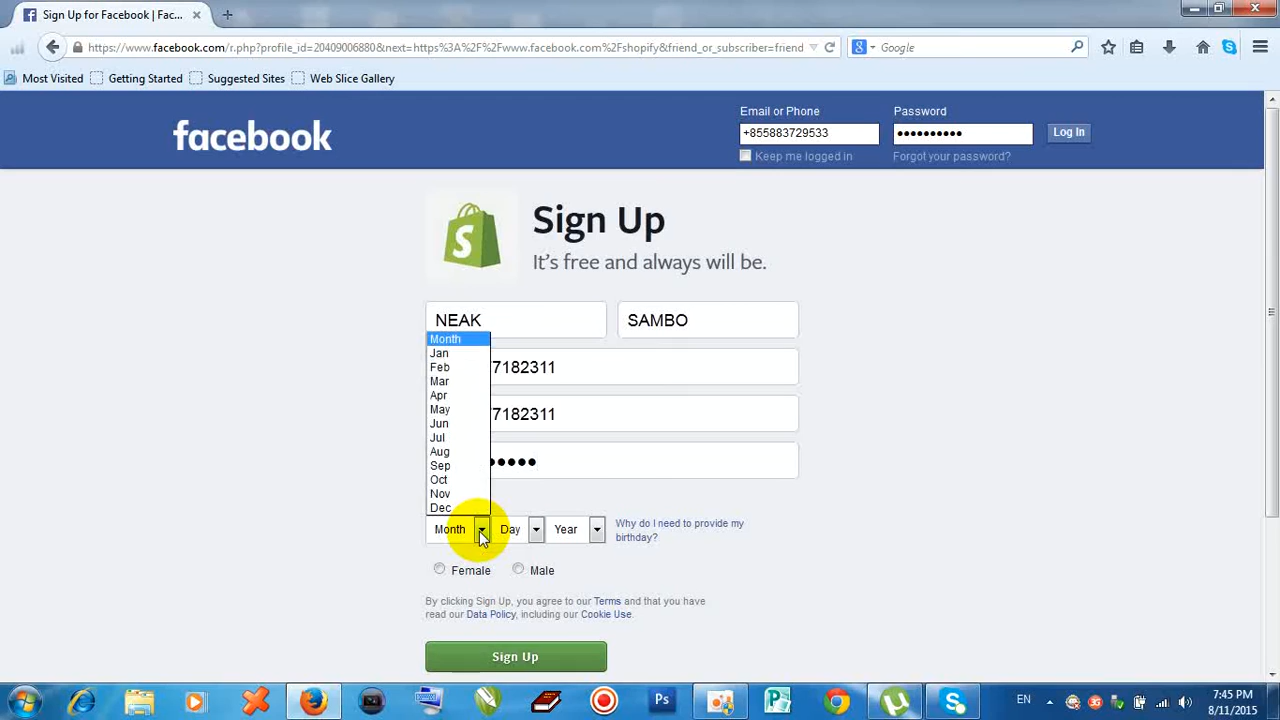 Sign Up for Facebook | Fac...
https://www.facebook.com/r.php?profile_id=20409006880&next=https%3A%2F%2Fwww.facebook.com%2Fshopify&friend_or_subscriber=friend
Google
Most Visited
Getting Started
Suggested Sites
Web Slice Gallery
facebook
Email or Phone
Password
+855883729533
Log In
Keep me logged in
Forgot your password?
Sign Up
It's free and always will be.
NEAK
SAMBO
7182311
7182311
Month
Jan
Feb
Mar
Apr
May
Jun
Jul
Aug
Sep
Oct
Nov
Dec
Month
Day
Year
Why do I need to provide my
birthday?
Female
Male
By clicking Sign Up, you agree to our Terms and that you have
read our Data Policy, including our Cookie Use.
Sign Up
Ps
EN
7:45 PM
8/11/2015